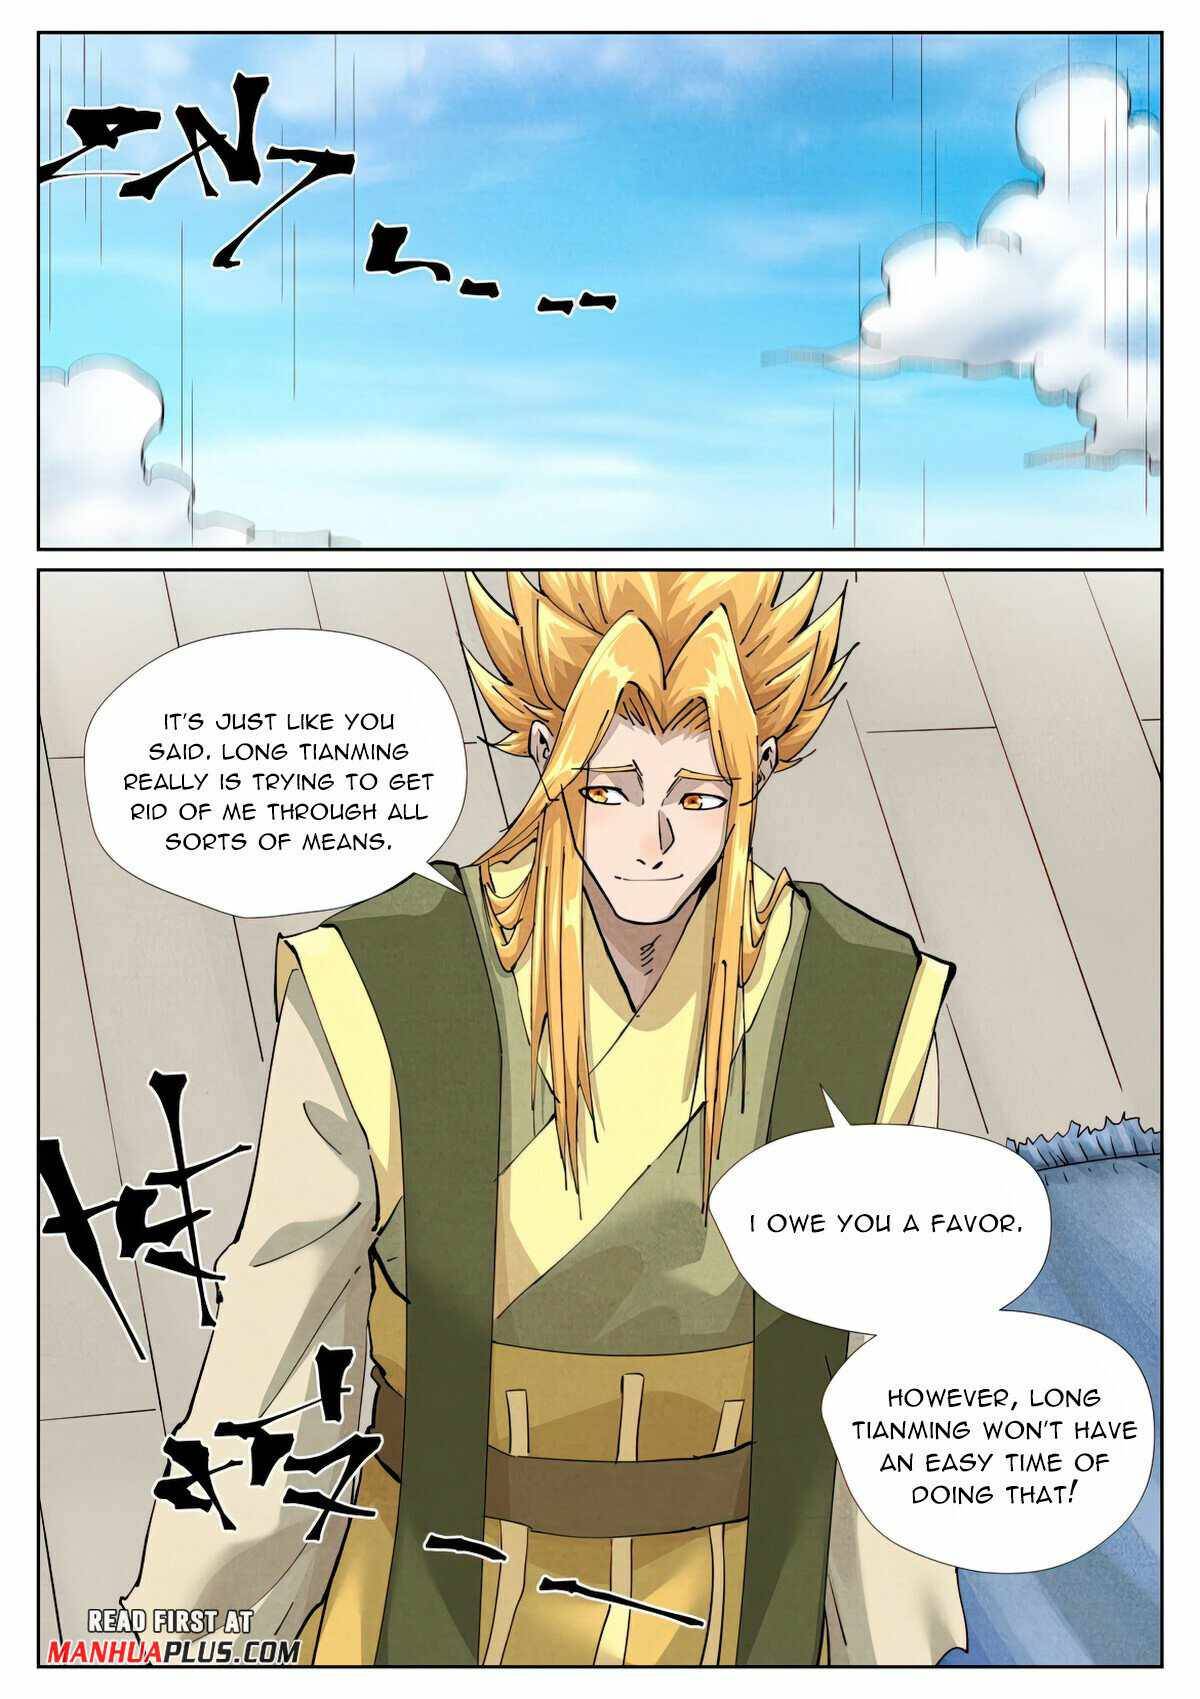 IT'S JUST LIKE YOU
SAID. LONG TIANMING
REALLY IS TRYING TO GET
RID OF ME THROUGH ALL
SORTS OF MEANS.
I OWE YOU A FAVOR.
HOWEVER, LONG
TIANMING WON'T HAVE
AN EASY TIME OF
DOING THAT!
READ FIRST AT
MANHUAPLUS.COM